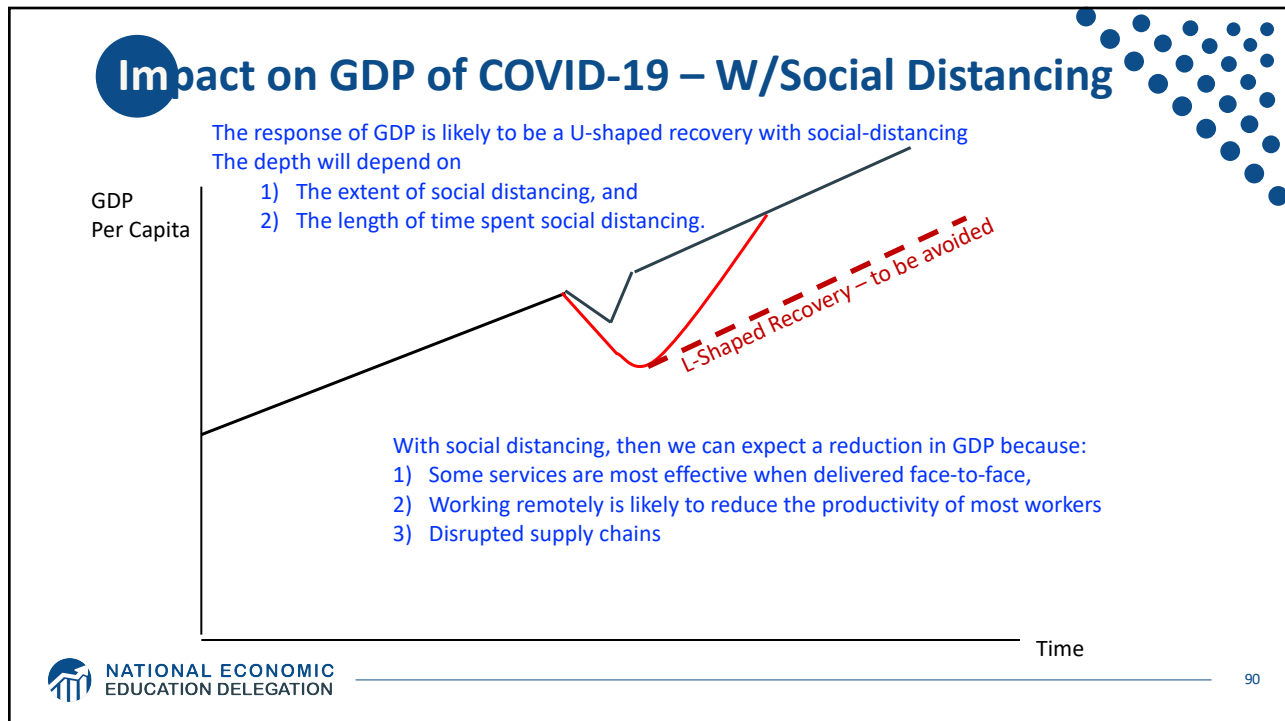 Impact on GDP of COVID-19 – W/Social Distancing
The response of GDP is likely to be a U-shaped recovery with social-distancing
The depth will depend on
1) The extent of social distancing, and
2) The length of time spent social distancing.
GDP
Per Capita
L-Shaped Recovery – to be avoided
With social distancing, then we can expect a reduction in GDP because:
1) Some services are most effective when delivered face-to-face,
2) Working remotely is likely to reduce the productivity of most workers
3) Disrupted supply chains
Time
NATIONAL ECONOMIC
EDUCATION DELEGATION
90